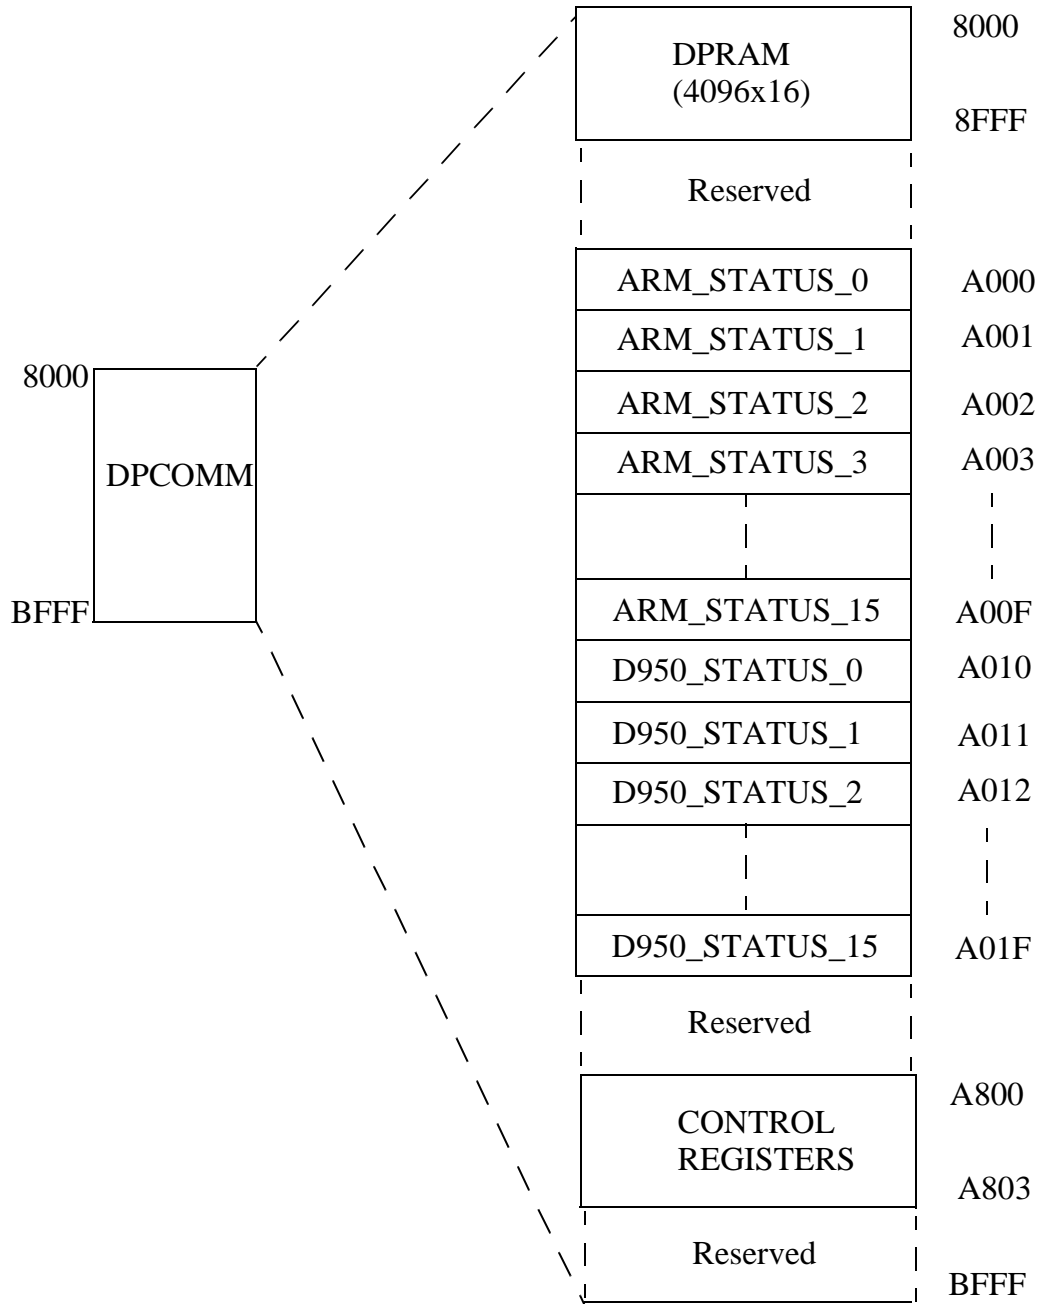 8000
DPRAM
(4096x16)
8FFF
Reserved
ARM_STATUS_0 A000
ARM_STATUS_1 A001
ARM_STATUS_2 A002
ARM_STATUS_3 A003
8000
DPCOMM
BFFF
ARM_STATUS_15 A00F
D950_STATUS_0 A010
D950_STATUS_1 A011
D950_STATUS_2 A012
D950_STATUS_15 A01F
Reserved
A800
CONTROL
REGISTERS
A803
Reserved
BFFF